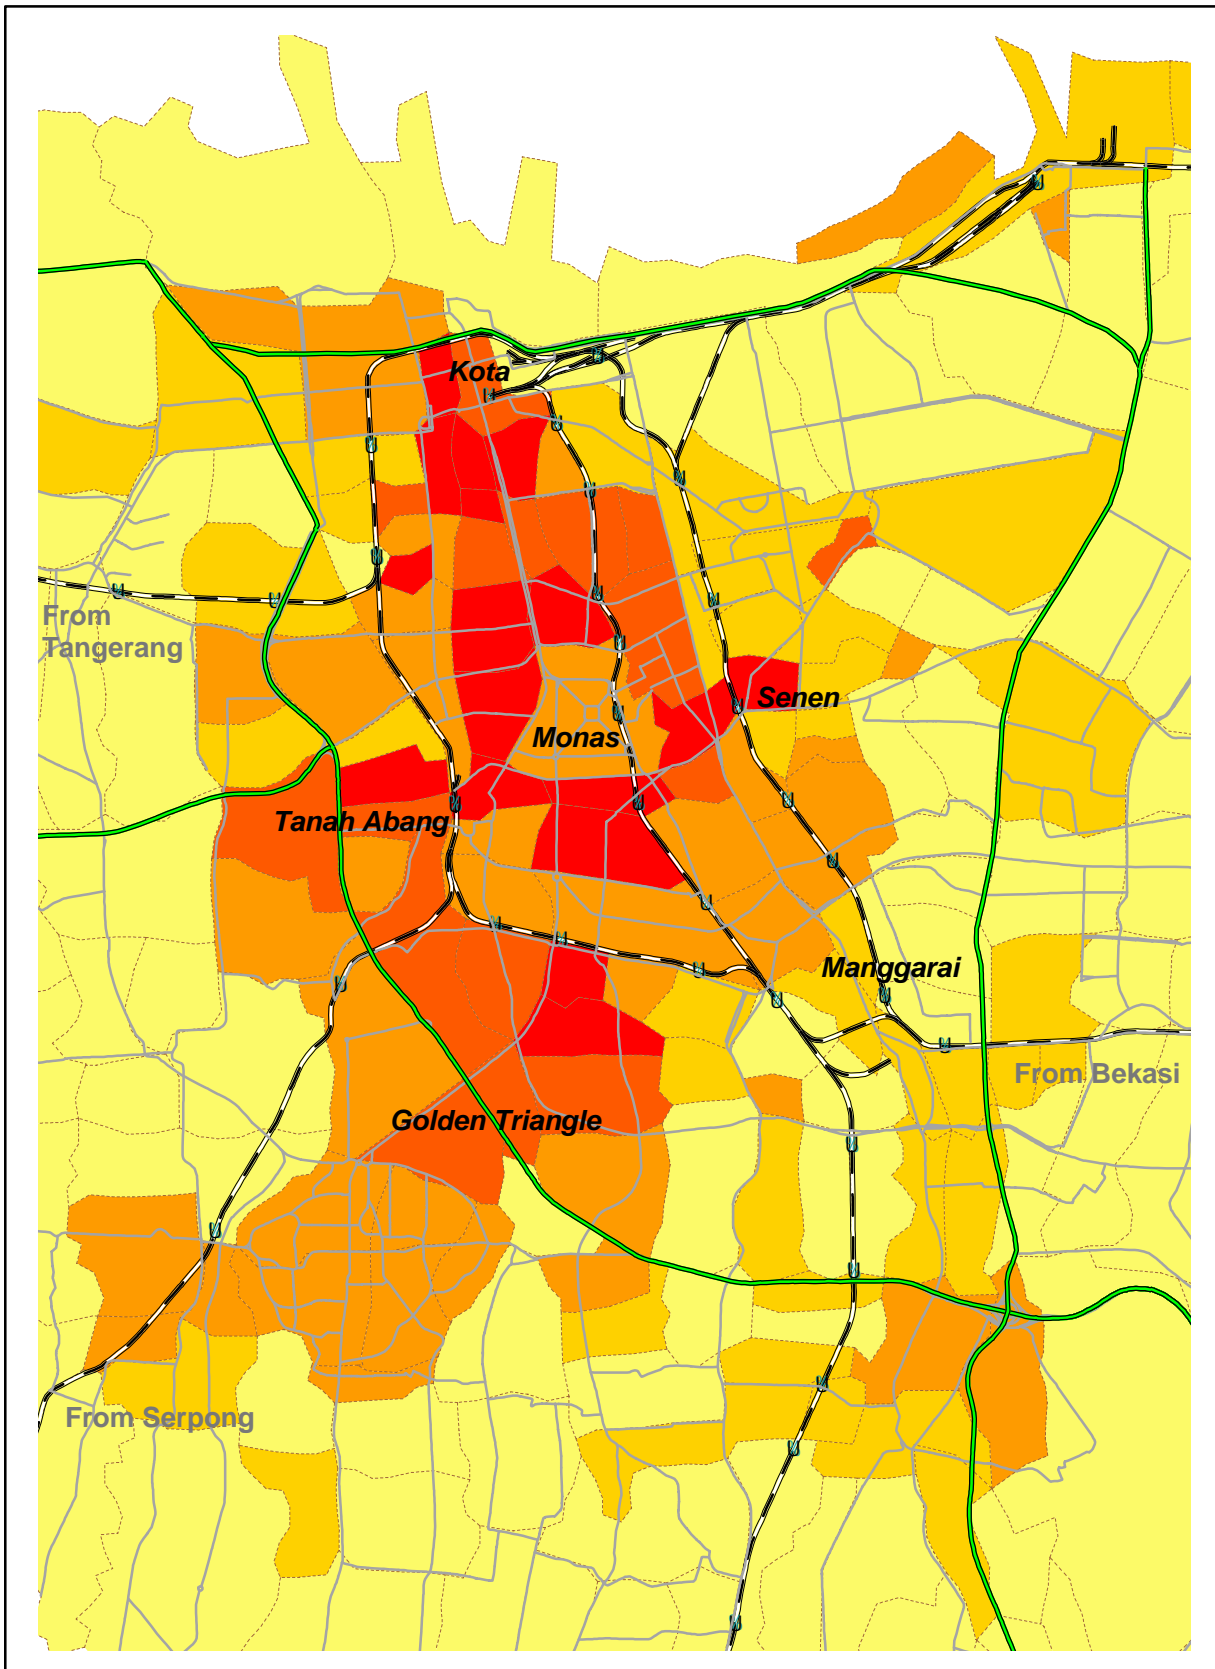 Kota
From
Tangerang
Senen
Monas
Tanah Abang
Manggarai
From Bekasi
Golden Triangle
From Serpong